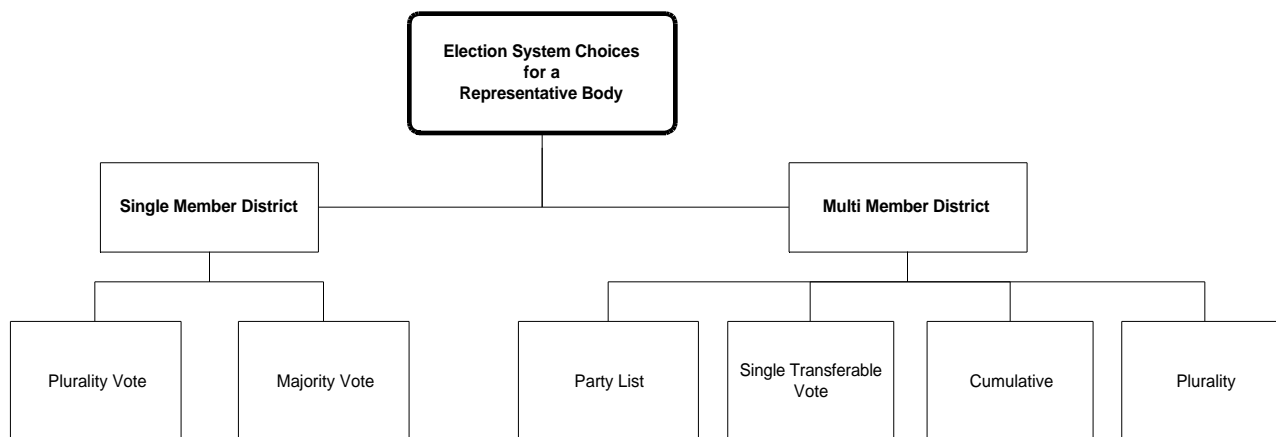 Election System Choices
for a
Representative Body
Single Member District
Multi Member District
Plurality Vote
Majority Vote
Party List
Single Transferable
Vote
Cumulative
Plurality